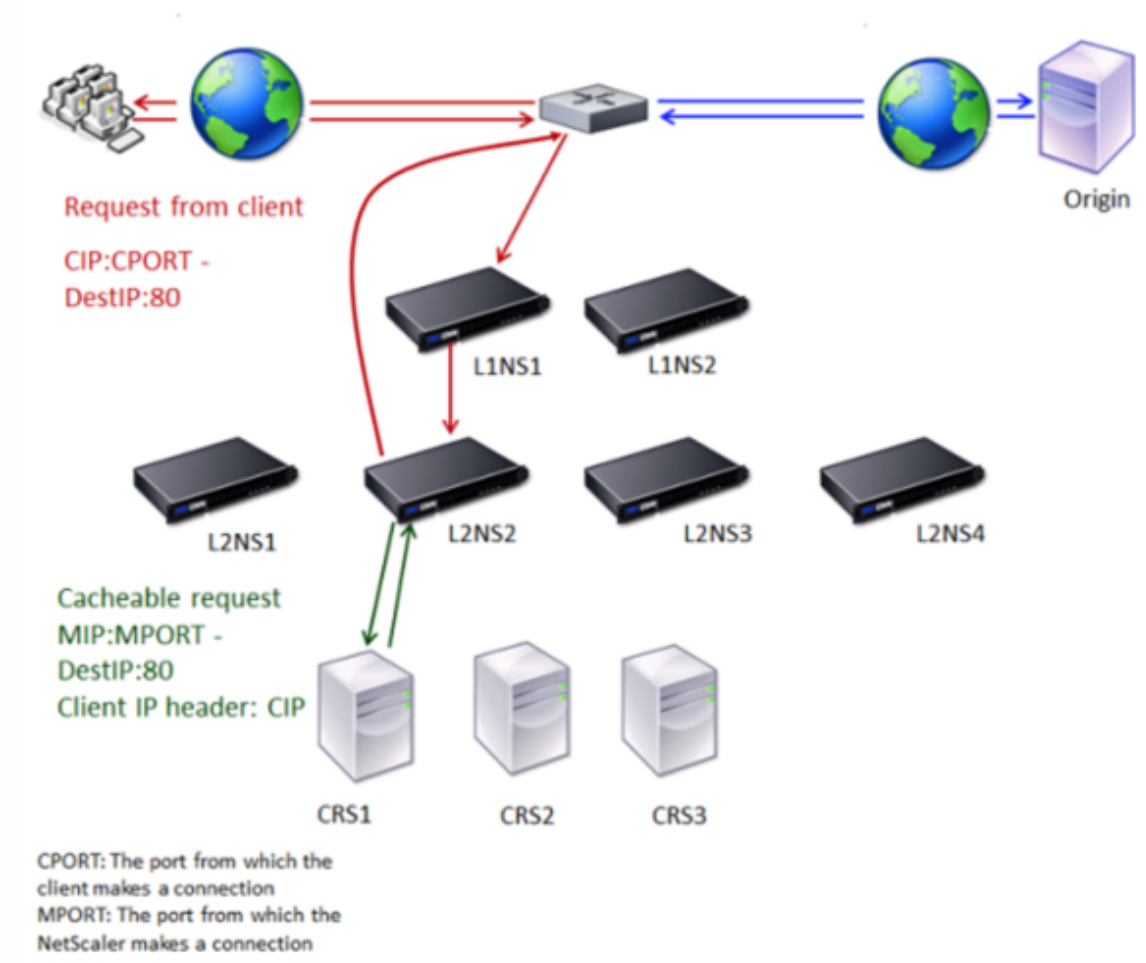 Origin
Request from client
CIP:CPORT -
DestIP:80
L1NS1
L1NS2
L2NS1
L2NS2
L2NS3
L2NS4
Cacheable request
MIP:MPORT -
DestIP:80
Client IP header: CIP
CRS1
CRS2
CRS3
CPORT: The port from which the
client makes a connection
MPORT: The port from which the
NetScaler makes a connection